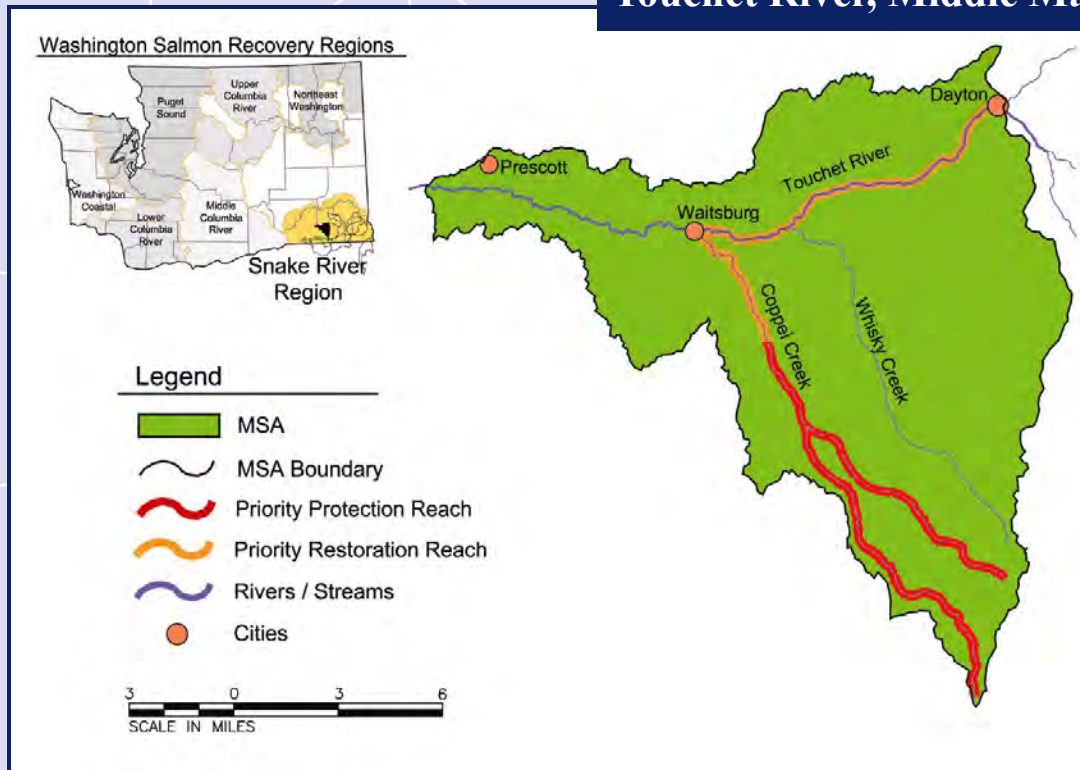 Touchet River, Middle Ma
Washington Salmon Recovery Regions
Puget
Sound
Upper
Columbia
River
Northeast
Washington
Washington
Coastal
Lower
Columbia
River
Middle
Columbia
River
Snake River
Region
Dayton
Prescott
Touchet River
Waitsburg
Coppei Creek
Whisky Creek
Legend
MSA
MSA Boundary
Priority Protection Reach
Priority Restoration Reach
Rivers / Streams
Cities
3 0 3 6
SCALE IN MILES